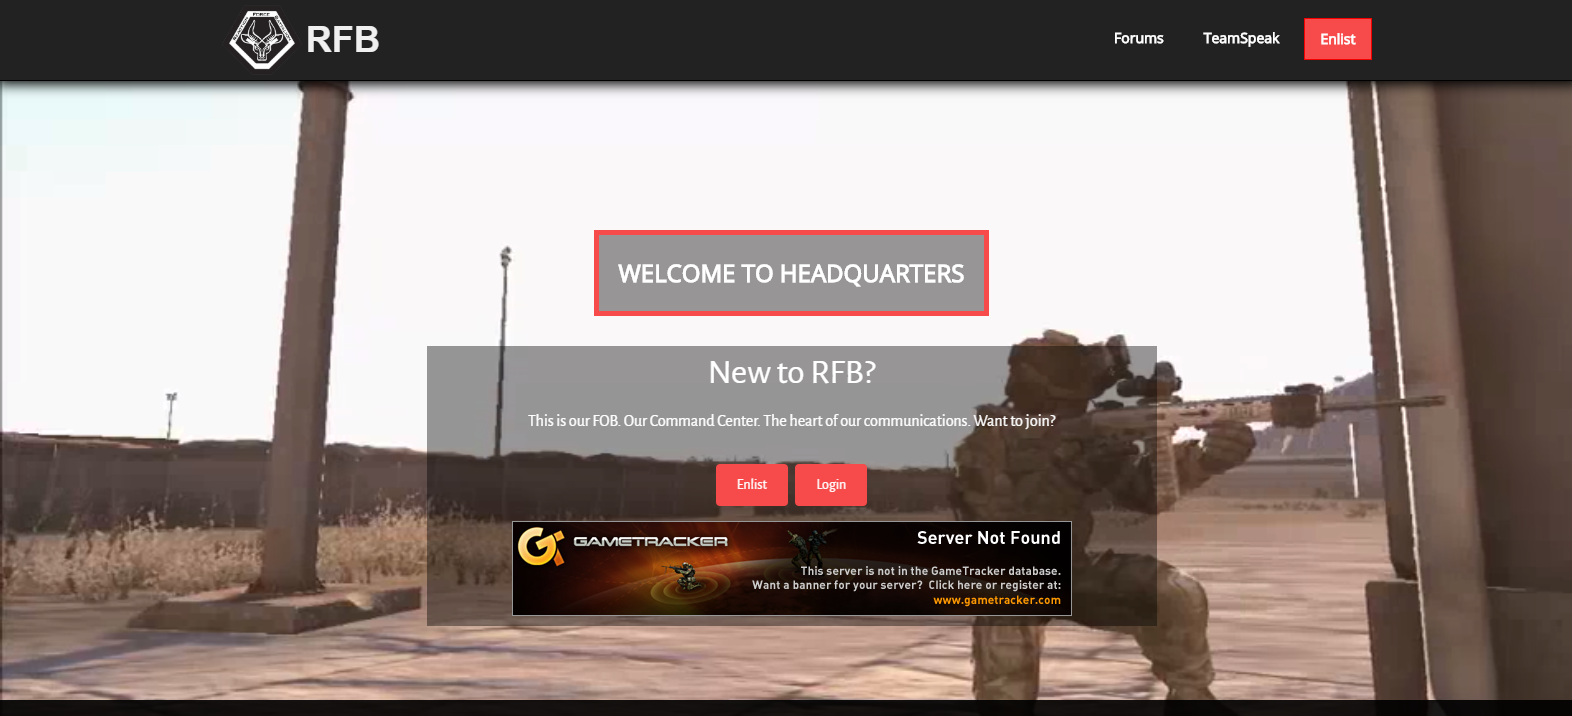 FORCE
RFB
Forums
TeamSpeak
Enlist
WELCOME TO HEADQUARTERS
New to RFB?
This is our FOB. Our Command Center. The heart of our communications. Want to join?
Enlist
Login
GAMETRACKER
Server Not Found
This server is not in the GameTracker database.
Want a banner for your server? Click here or register at:
www.gametracker.com